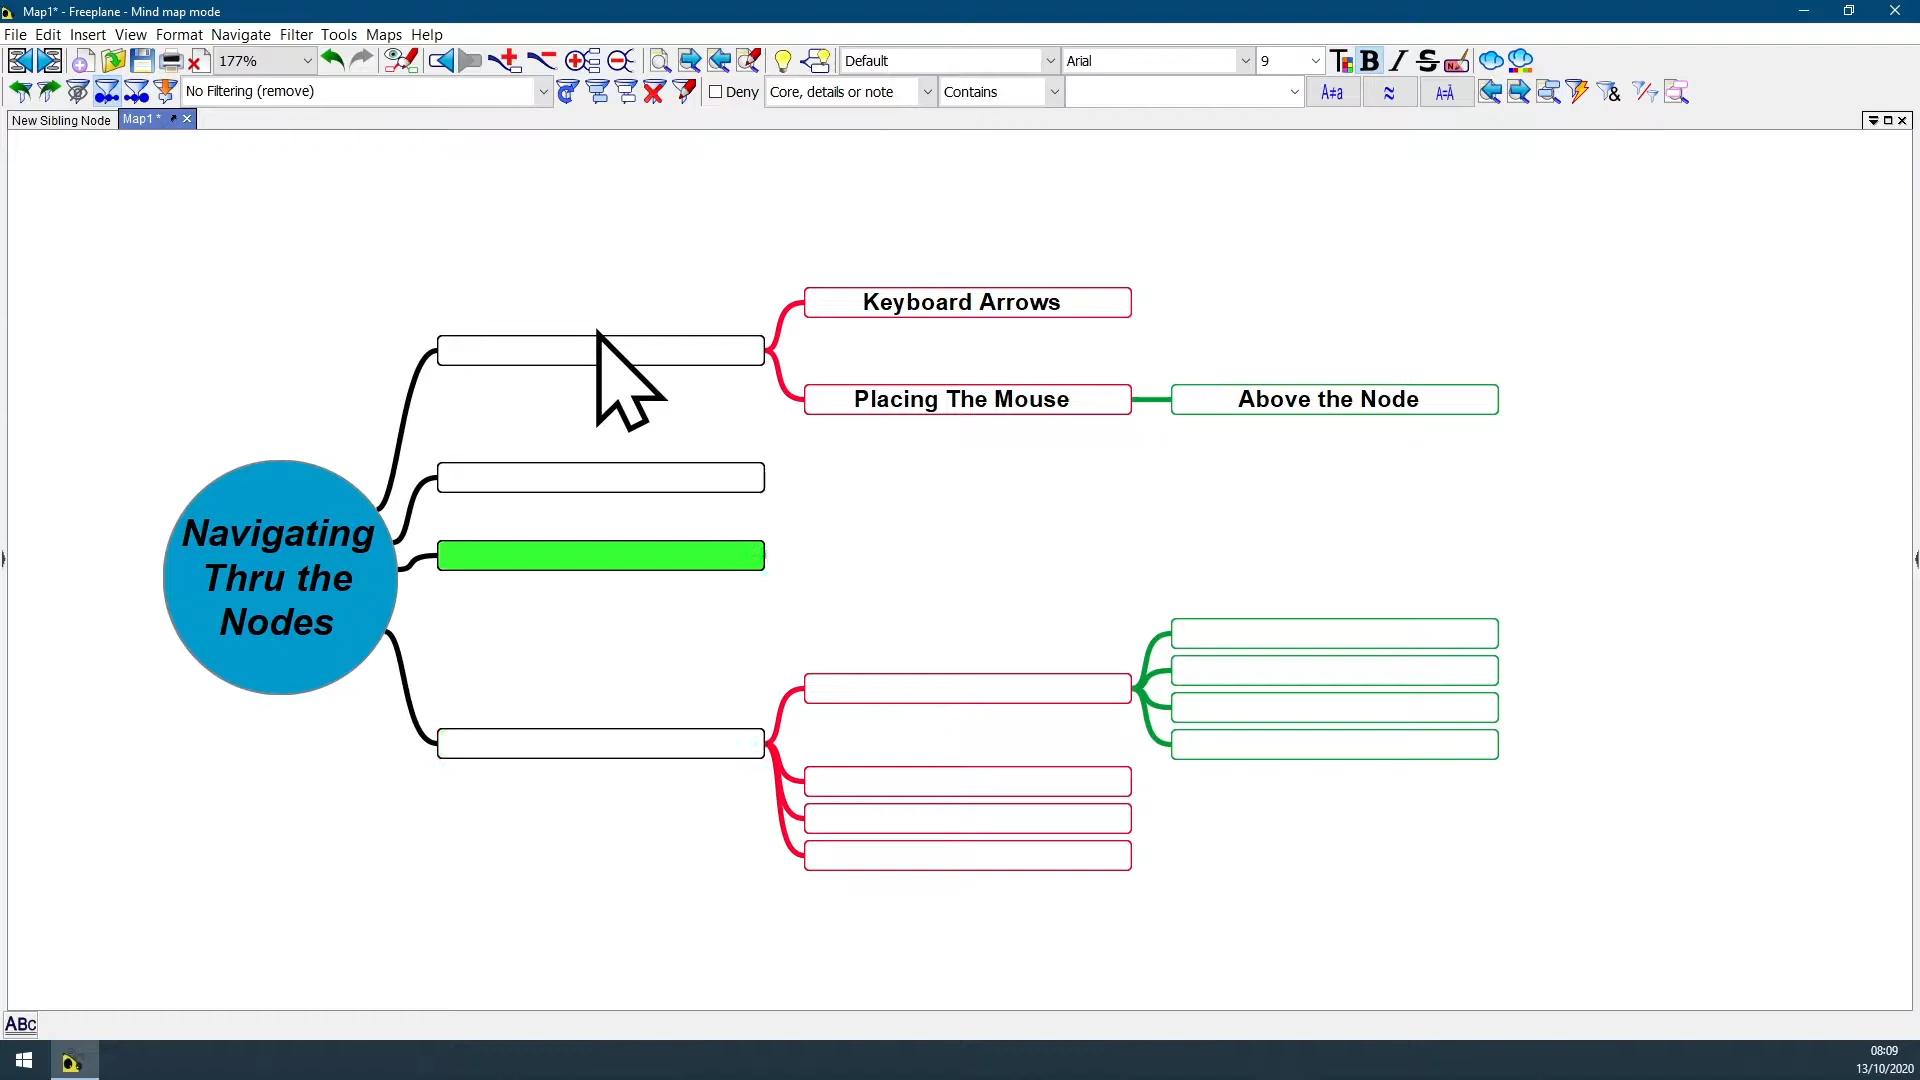 Map1* - Freeplane - Mind map mode
File Edit Insert View Format Navigate Filter Tools Maps Help
177% Default Arial 9 B I S
No Filtering (remove) Deny Core, details or note Contains A≠a ≈ A=Ä &
New Sibling Node Map1 *
Keyboard Arrows
Placing The Mouse Above the Node
Navigating
Thru the
Nodes
ABC
08:09
13/10/2020